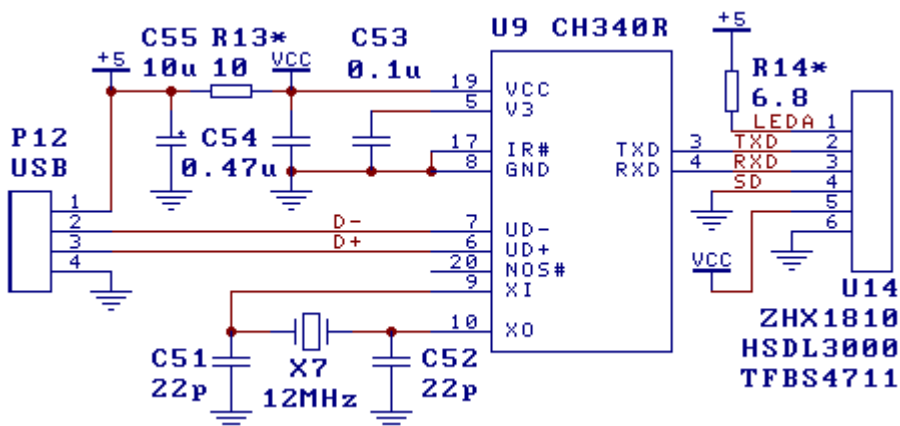 U9 CH340R
C55 R13* C53
+5 10u 10 VCC 0.1u
+5
R14*
6.8
19 VCC
5 V3
P12
USB
C54
0.47u
17 IR#
8 GND
TXD 3 TXD 2
RXD 4 RXD 3
LEDA 1
SD 4
5
6
1
2 D- 7 UD-
3 D+ 6 UD+
4
20 NOS#
9 XI
10 XO
VCC
U14
ZHX1810
HSDL3000
TFBS4711
C51
22p
X7
12MHz
C52
22p